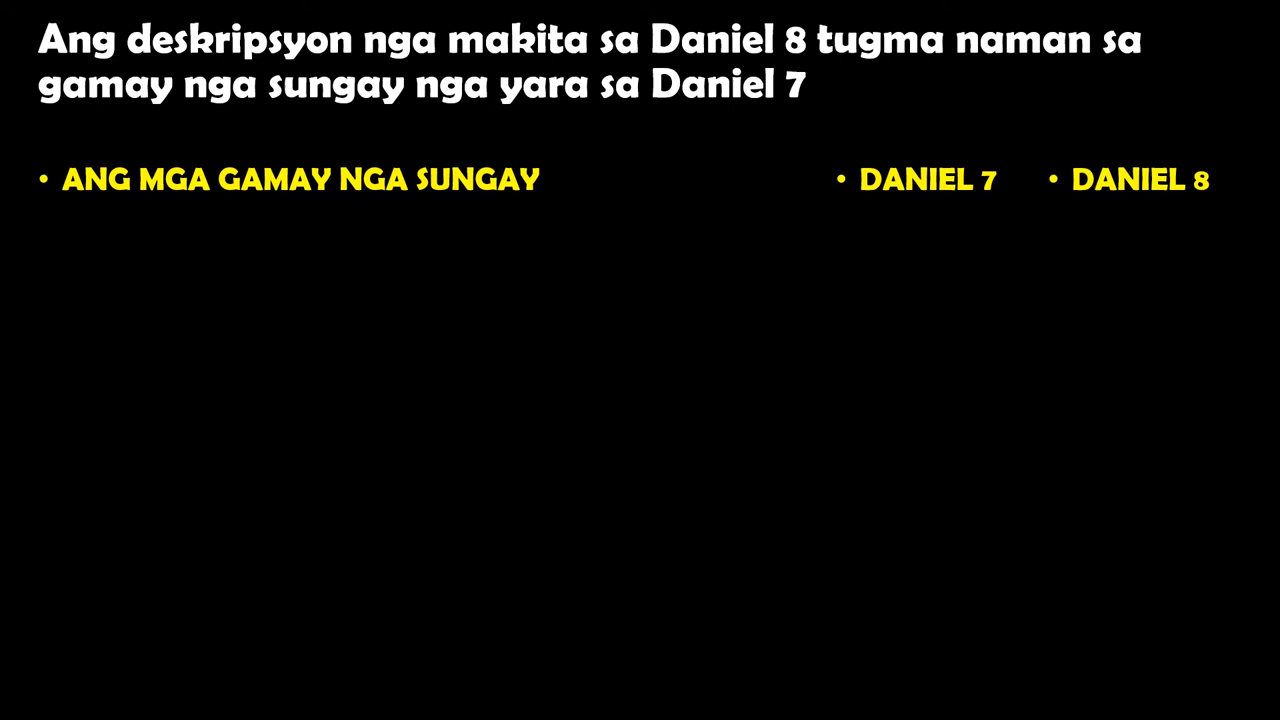 Ang deskripsyon nga makita sa Daniel 8 tugma naman sa
gamay nga sungay nga yara sa Daniel 7
• ANG MGA GAMAY NGA SUNGAY • DANIEL 7 • DANIEL 8